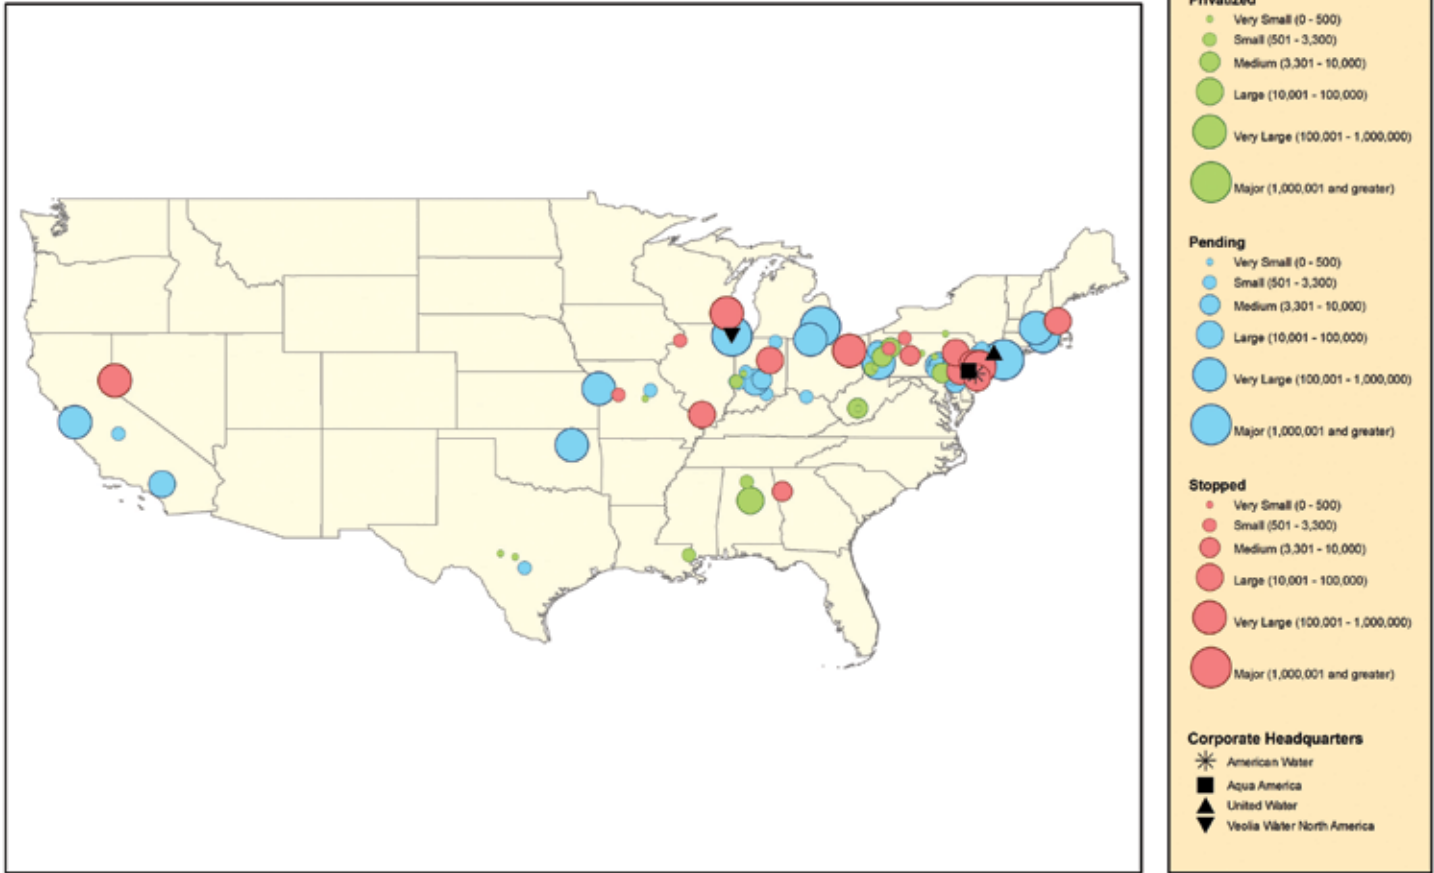 Privatized
Very Small (0 - 500)
Small (501 - 3,300)
Medium (3,301 - 10,000)
Large (10,001 - 100,000)
Very Large (100,001 - 1,000,000)
Major (1,000,001 and greater)
Pending
Very Small (0 - 500)
Small (501 - 3,300)
Medium (3,301 - 10,000)
Large (10,001 - 100,000)
Very Large (100,001 - 1,000,000)
Major (1,000,001 and greater)
Stopped
Very Small (0 - 500)
Small (501 - 3,300)
Medium (3,301 - 10,000)
Large (10,001 - 100,000)
Very Large (100,001 - 1,000,000)
Major (1,000,001 and greater)
Corporate Headquarters
American Water
Aqua America
United Water
Veolia Water North America